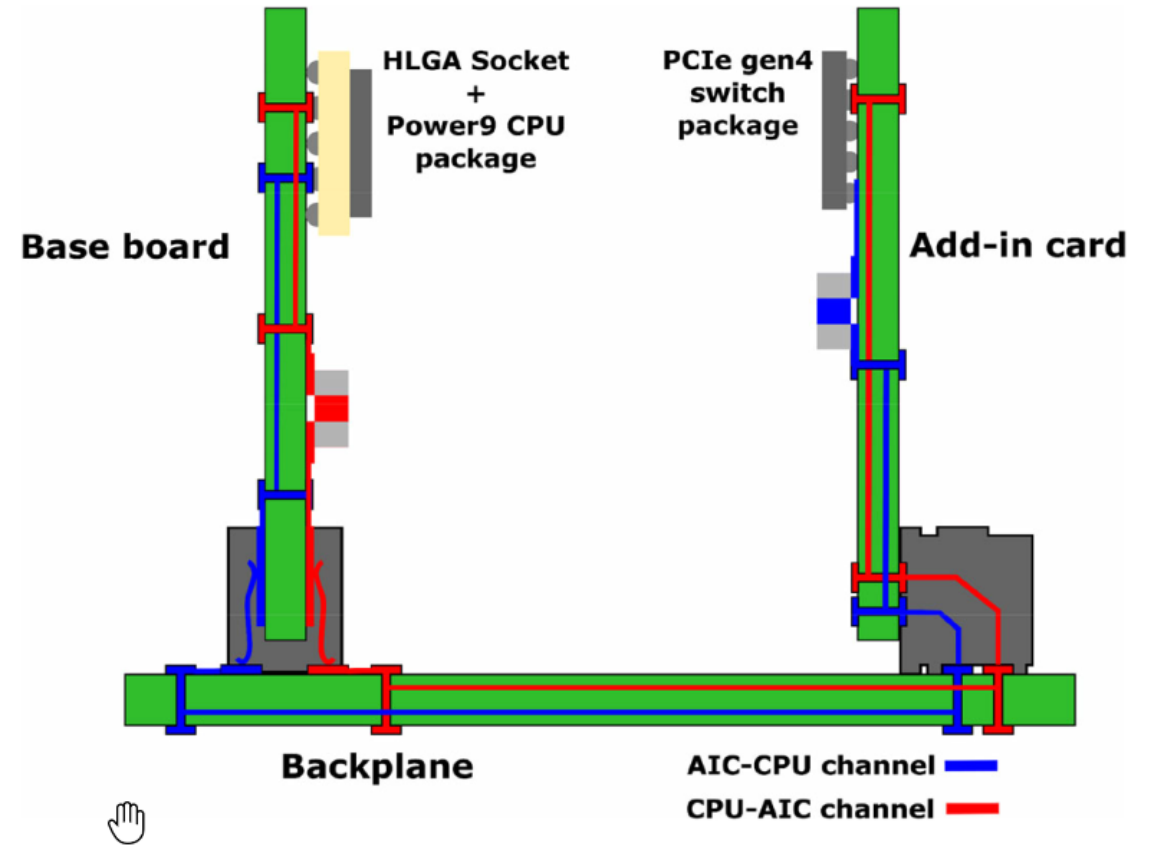 HLGA Socket
+
Power9 CPU
package
PCIe gen4
switch
package
Base board
Add-in card
Backplane
AIC-CPU channel
CPU-AIC channel